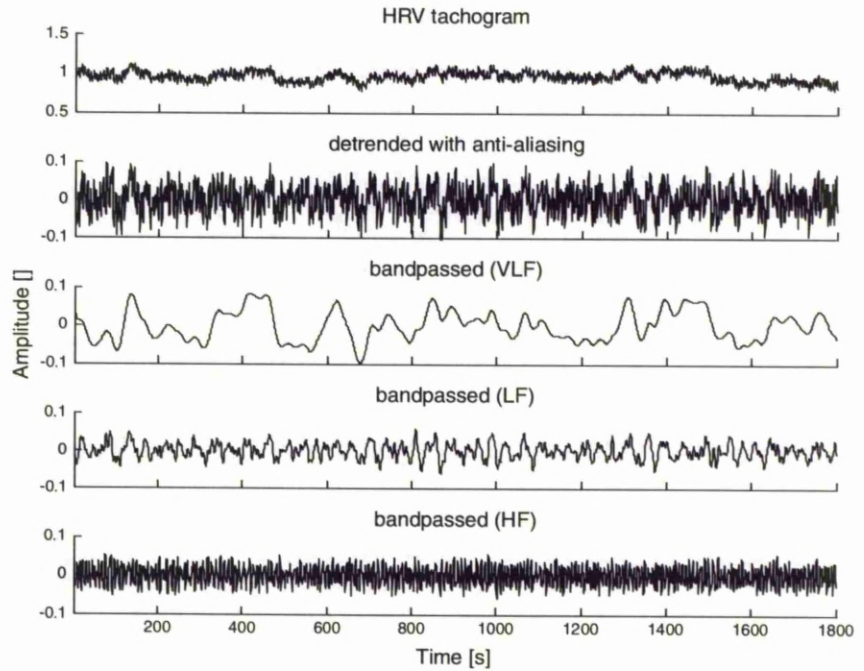 HRV tachogram
1.5
1
0.5
detrended with anti-aliasing
0.1
0
-0.1
bandpassed (VLF)
0.1
0
-0.1
bandpassed (LF)
0.1
0
-0.1
bandpassed (HF)
0.1
0
-0.1
Amplitude []
200 400 600 800 1000 1200 1400 1600 1800
Time [s]